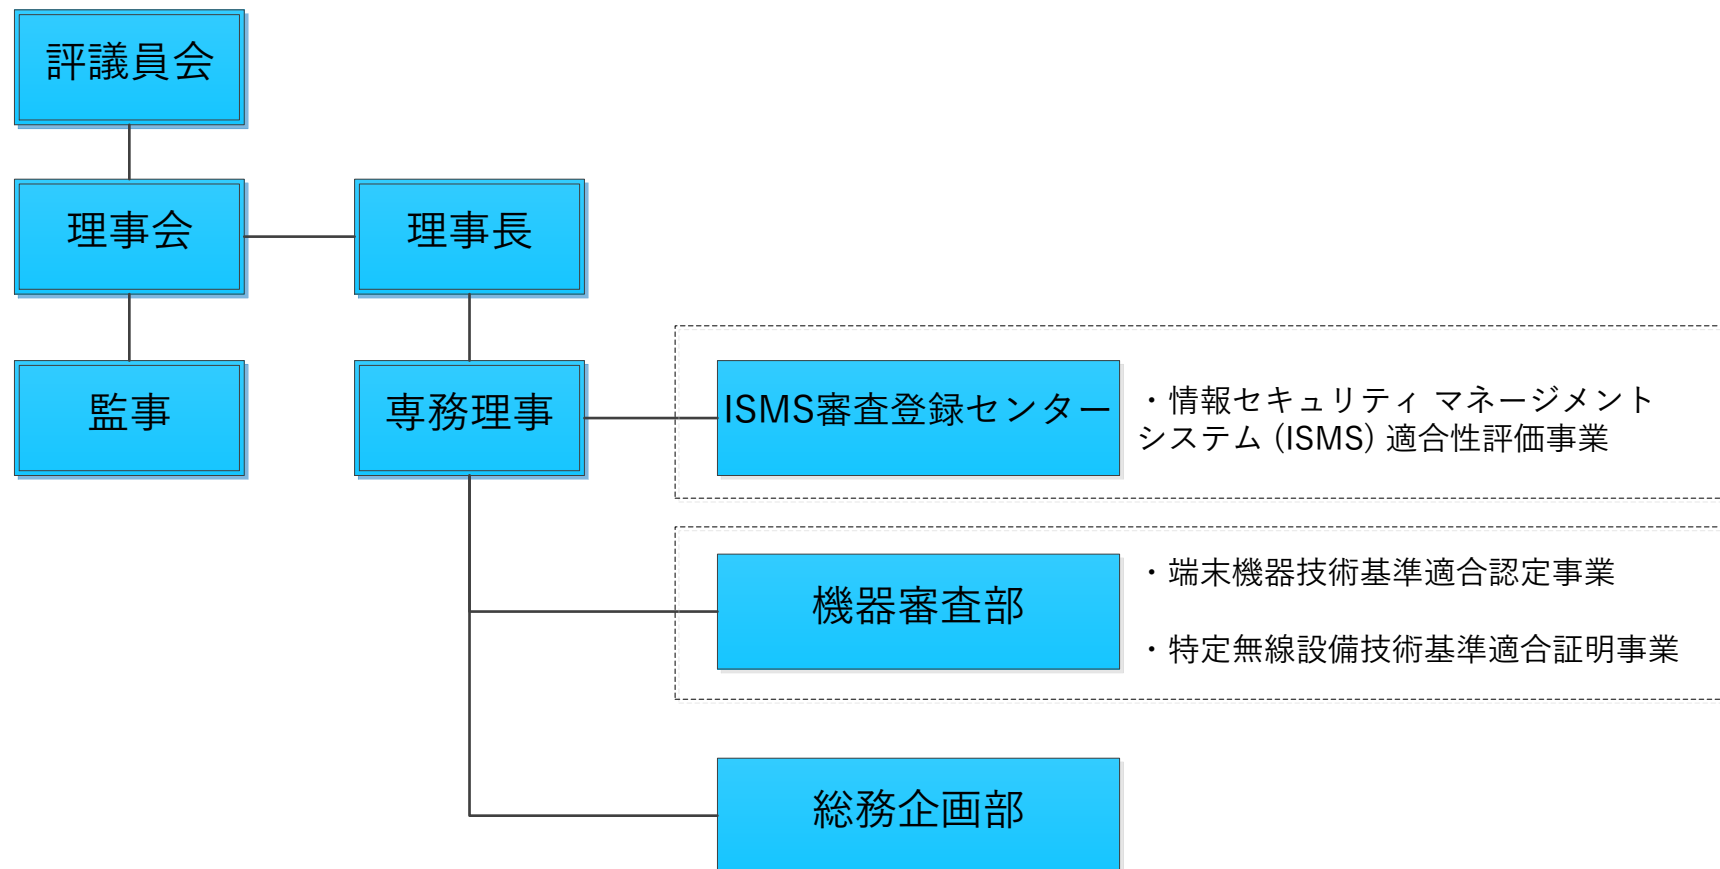 評議員会
理事会
理事長
監事
専務理事
ISMS審査登録センター
・情報セキュリティ マネージメント
システム (ISMS) 適合性評価事業
機器審査部
・端末機器技術基準適合認定事業
・特定無線設備技術基準適合証明事業
総務企画部